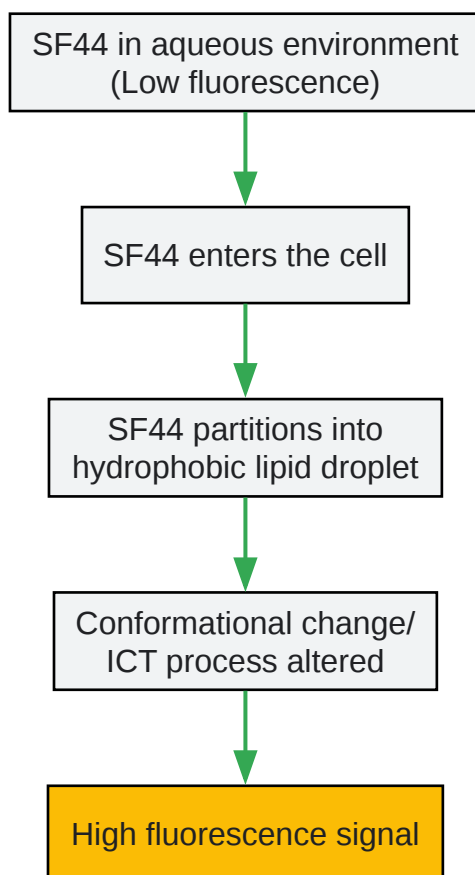 SF44 in aqueous environment
(Low fluorescence)
SF44 enters the cell
SF44 partitions into
hydrophobic lipid droplet
Conformational change/
ICT process altered
High fluorescence signal